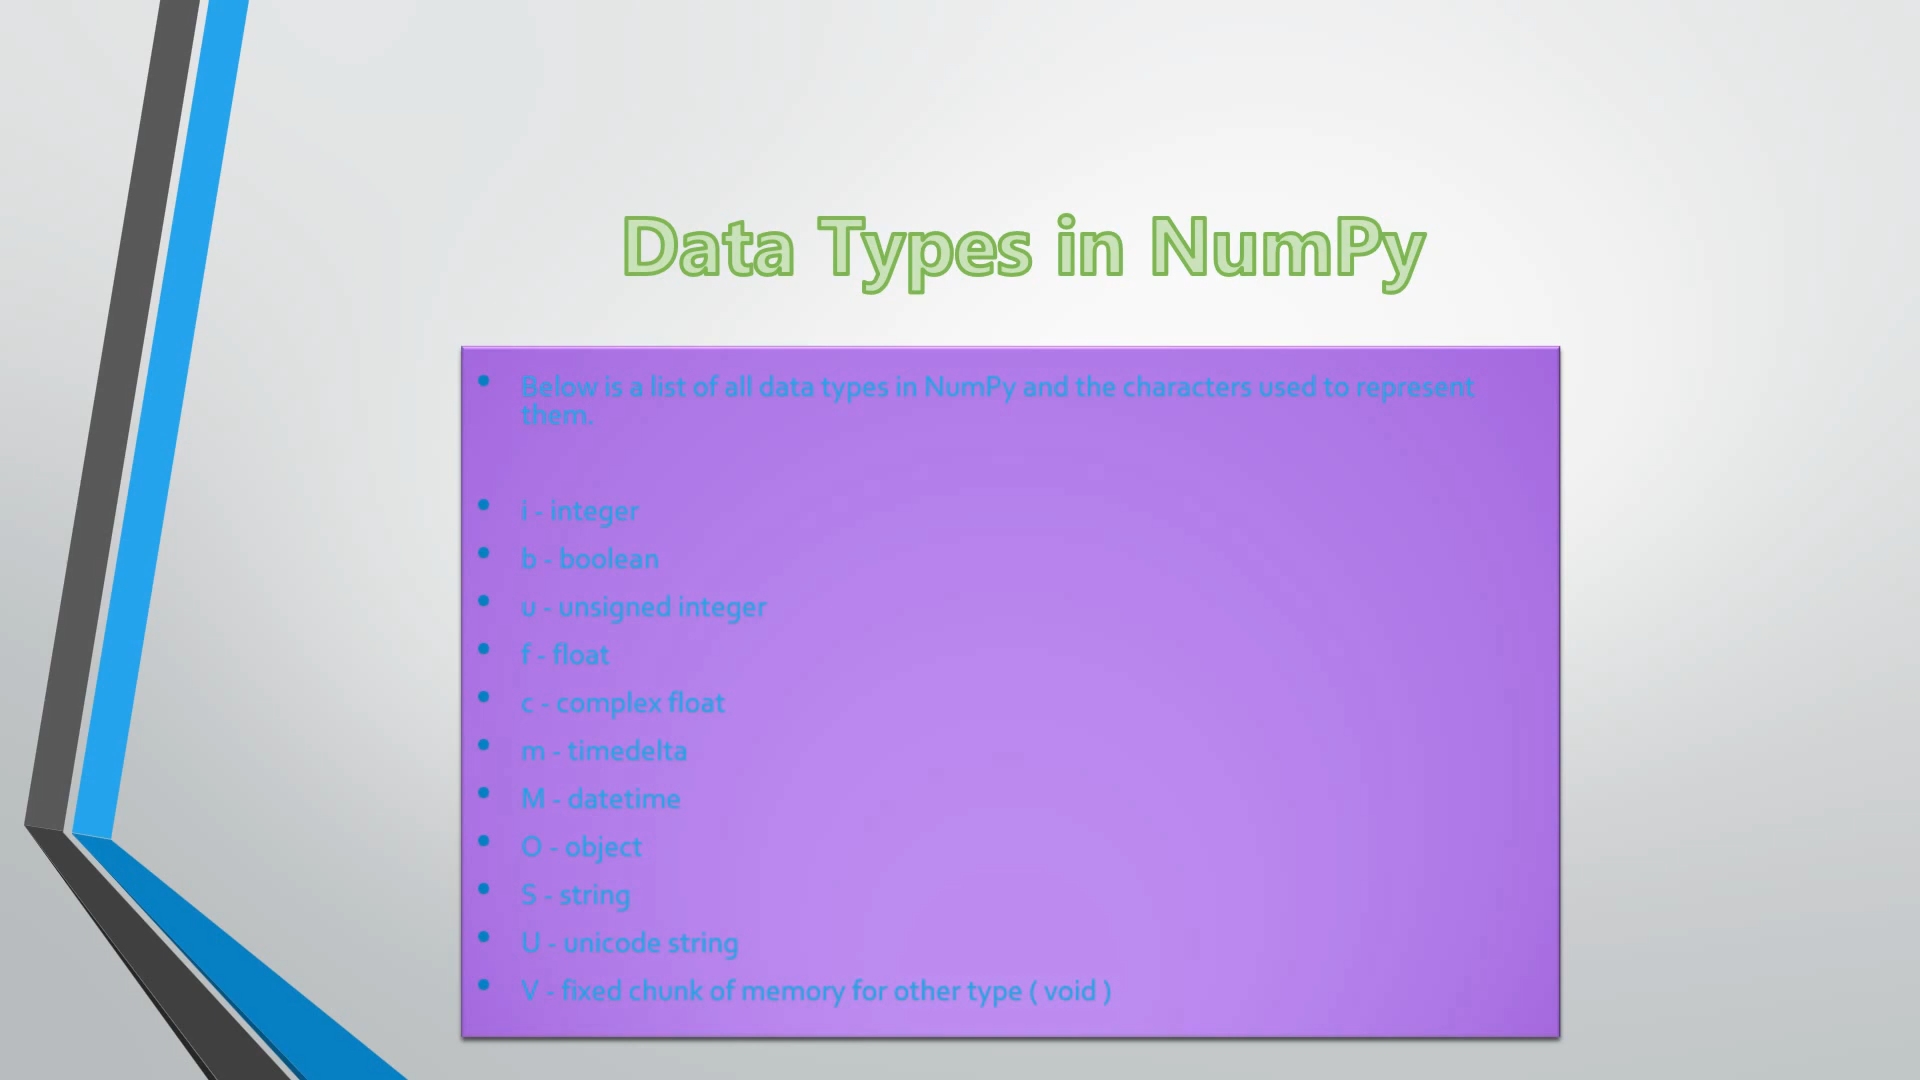 Data Types in NumPy
• Below is a list of all data types in NumPy and the characters used to represent
them.
• i - integer
• b - boolean
• u - unsigned integer
• f - float
• c - complex float
• m - timedelta
• M - datetime
• O - object
• S - string
• U - unicode string
• V - fixed chunk of memory for other type ( void )